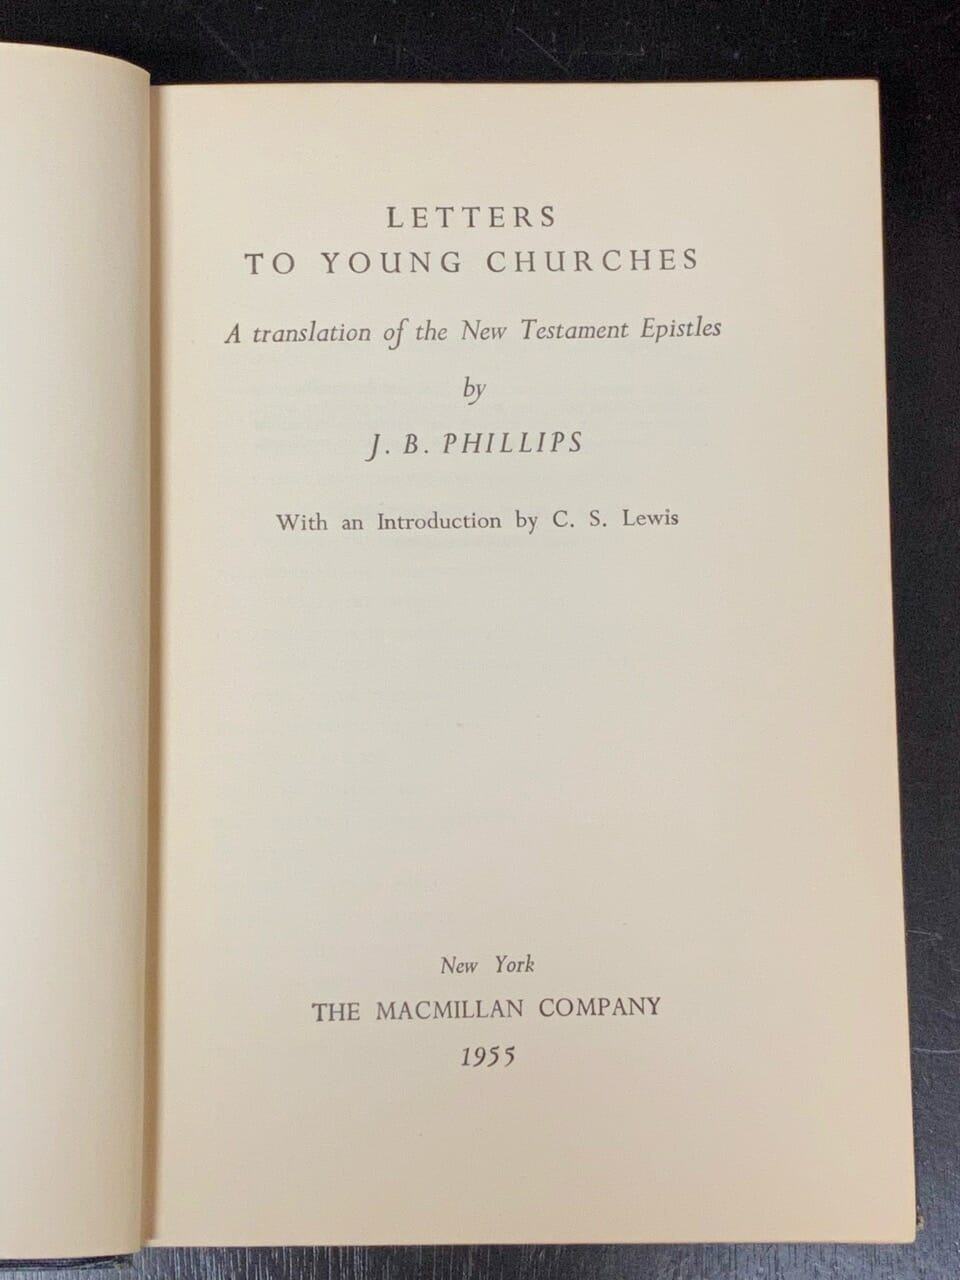 LETTERS
TO YOUNG CHURCHES
A translation of the New Testament Epistles
by
J. B. PHILLIPS
With an Introduction by C. S. Lewis
New York
THE MACMILLAN COMPANY
1955